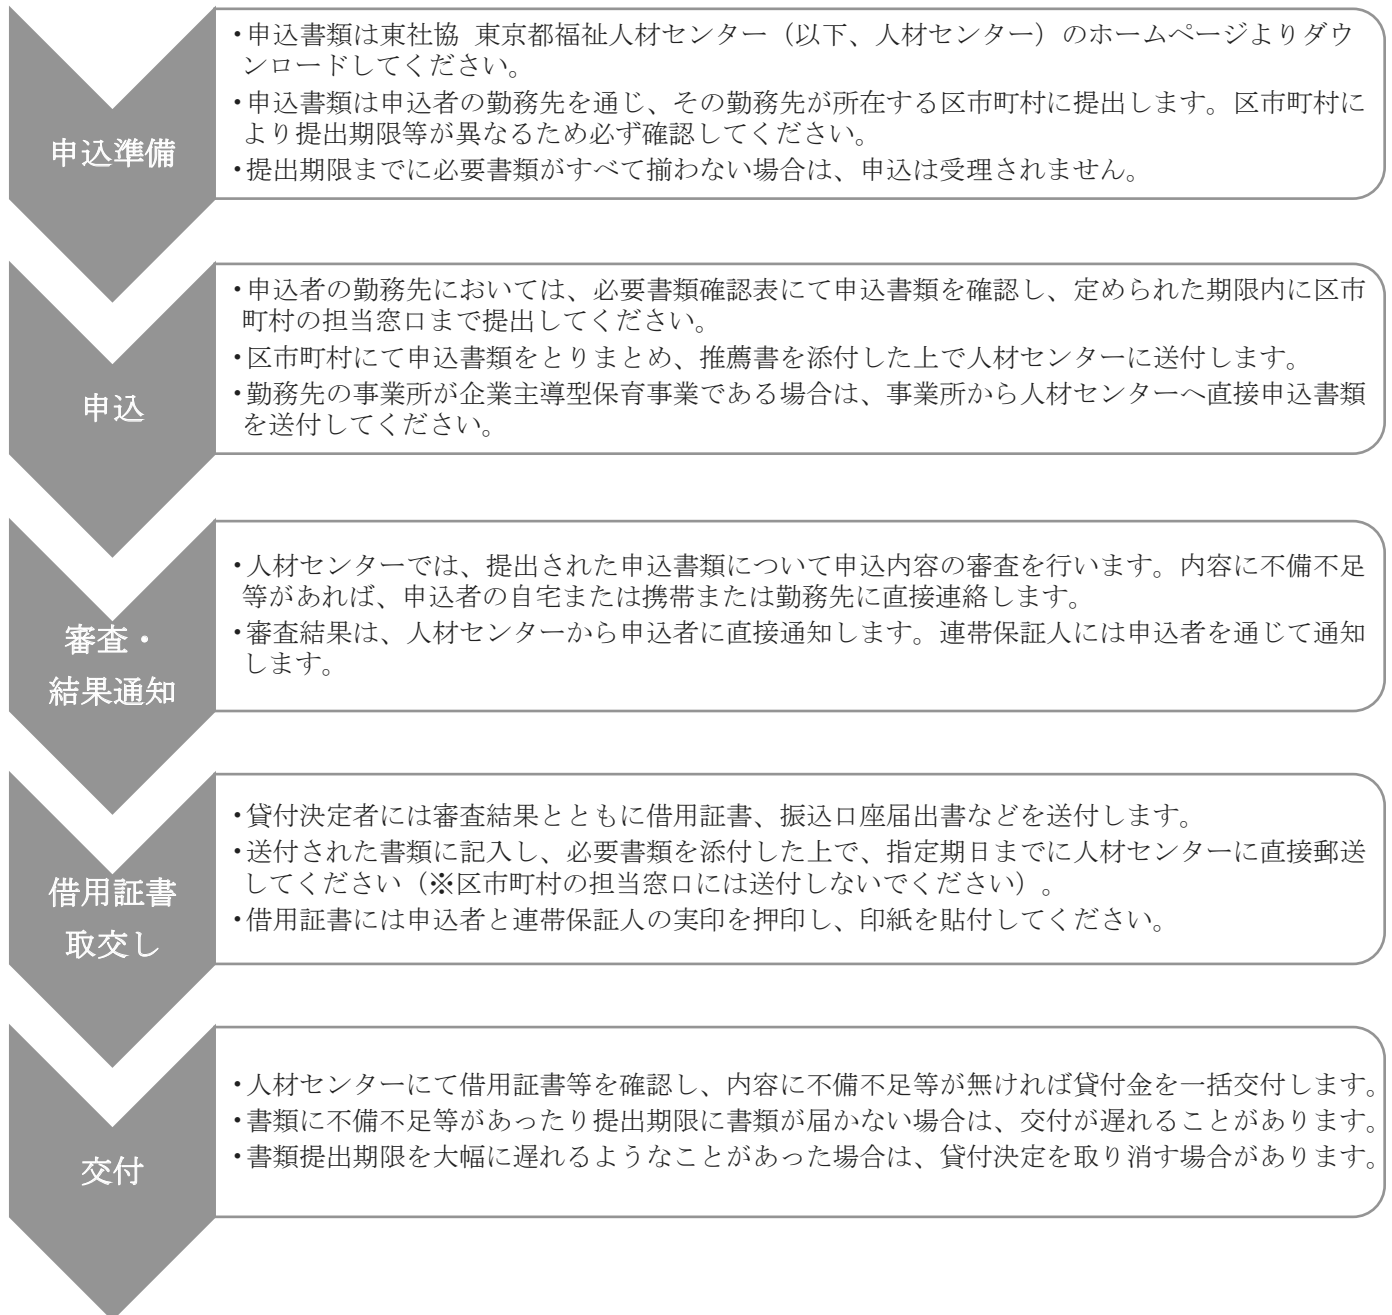 申込準備
・申込書類は東社協 東京都福祉人材センター（以下、人材センター）のホームページよりダウ
ンロードしてください。
・申込書類は申込者の勤務先を通じ、その勤務先が所在する区市町村に提出します。区市町村に
より提出期限等が異なるため必ず確認してください。
・提出期限までに必要書類がすべて揃わない場合は、申込は受理されません。
申込
・申込者の勤務先においては、必要書類確認表にて申込書類を確認し、定められた期限内に区市
町村の担当窓口まで提出してください。
・区市町村にて申込書類をとりまとめ、推薦書を添付した上で人材センターに送付します。
・勤務先の事業所が企業主導型保育事業である場合は、事業所から人材センターへ直接申込書類
を送付してください。
審査・
結果通知
・人材センターでは、提出された申込書類について申込内容の審査を行います。内容に不備不足
等があれば、申込者の自宅または携帯または勤務先に直接連絡します。
・審査結果は、人材センターから申込者に直接通知します。連帯保証人には申込者を通じて通知
します。
借用証書
取交し
・貸付決定者には審査結果とともに借用証書、振込口座届出書などを送付します。
・送付された書類に記入し、必要書類を添付した上で、指定期日までに人材センターに直接郵送
してください（※区市町村の担当窓口には送付しないでください）。
・借用証書には申込者と連帯保証人の実印を押印し、印紙を貼付してください。
交付
・人材センターにて借用証書等を確認し、内容に不備不足等が無ければ貸付金を一括交付します。
・書類に不備不足等があったり提出期限に書類が届かない場合は、交付が遅れることがあります。
・書類提出期限を大幅に遅れるようなことがあった場合は、貸付決定を取り消す場合があります。